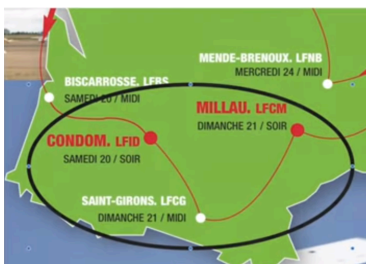 MENDE-BRENOUX. LFNB
MERCREDI 24 / MIDI
BISCARROSSE. LFBS
SAMEDI 20 / MIDI
MILLAU. LFCM
DIMANCHE 21 / SOIR
CONDOM. LFID
SAMEDI 20 / SOIR
SAINT-GIRONS. LFCG
DIMANCHE 21 / MIDI